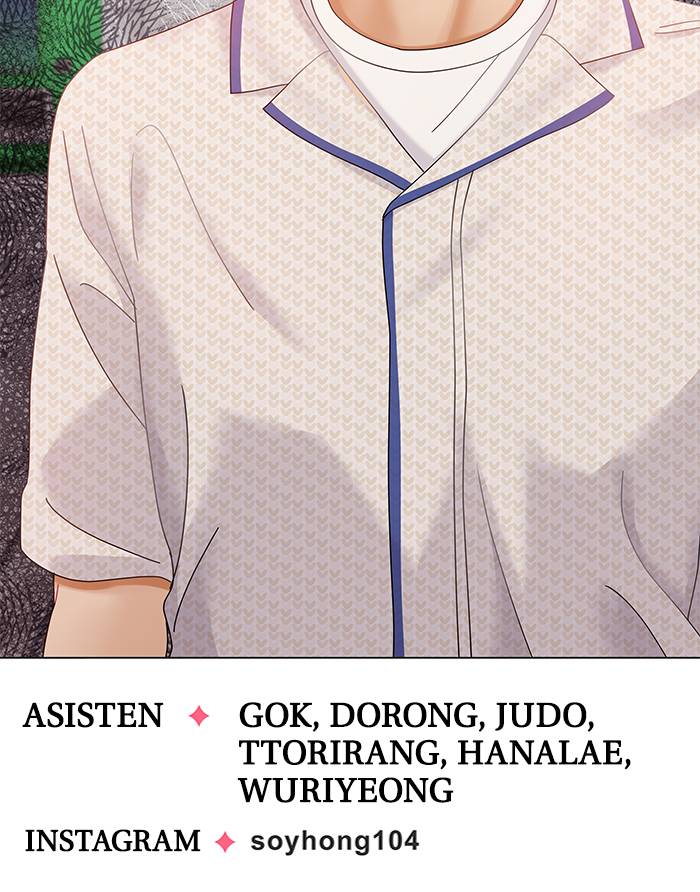 ASISTEN ✦ GOK, DORONG, JUDO,
TTORIRANG, HANALAE,
WURIYEONG
INSTAGRAM ✦ soyhong104